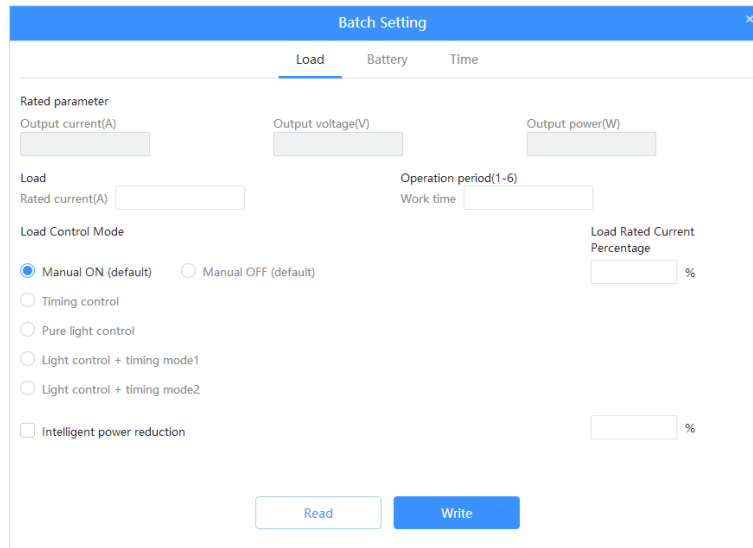 Batch Setting
×
Load Battery Time
Rated parameter
Output current(A) Output voltage(V) Output power(W)
Load Operation period(1-6)
Rated current(A) Work time
Load Control Mode Load Rated Current
Percentage
Manual ON (default) Manual OFF (default) %
Timing control
Pure light control
Light control + timing mode1
Light control + timing mode2
Intelligent power reduction %
Read Write